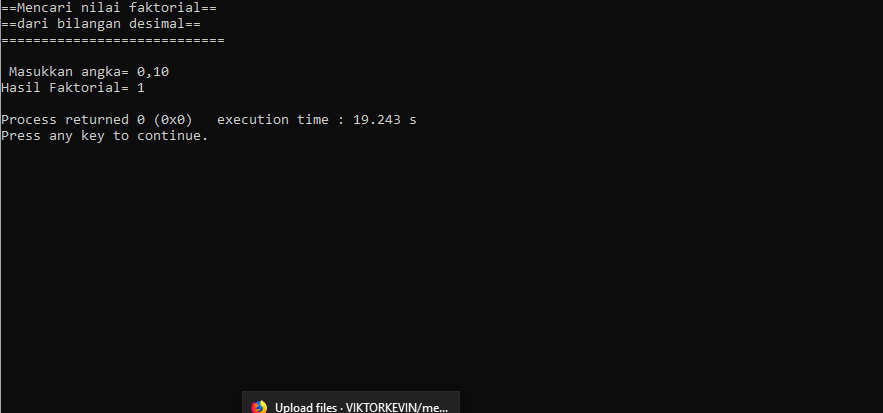 ==Mencari nilai faktorial==
==dari bilangan desimal==
============================
Masukkan angka= 0,10
Hasil Faktorial= 1
Process returned 0 (0x0)   execution time : 19.243 s
Press any key to continue.
Upload files · VIKTORKEVIN/me...